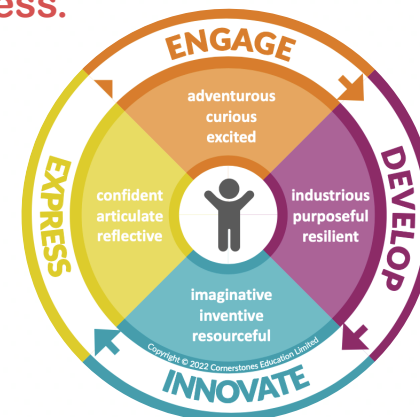 ess.
ENGAGE
adventurous
curious
excited
DEVELOP
industrious
purposeful
resilient
INNOVATE
imaginative
inventive
resourceful
Copyright © 2022 Cornerstones Education Limited
EXPRESS
confident
articulate
reflective